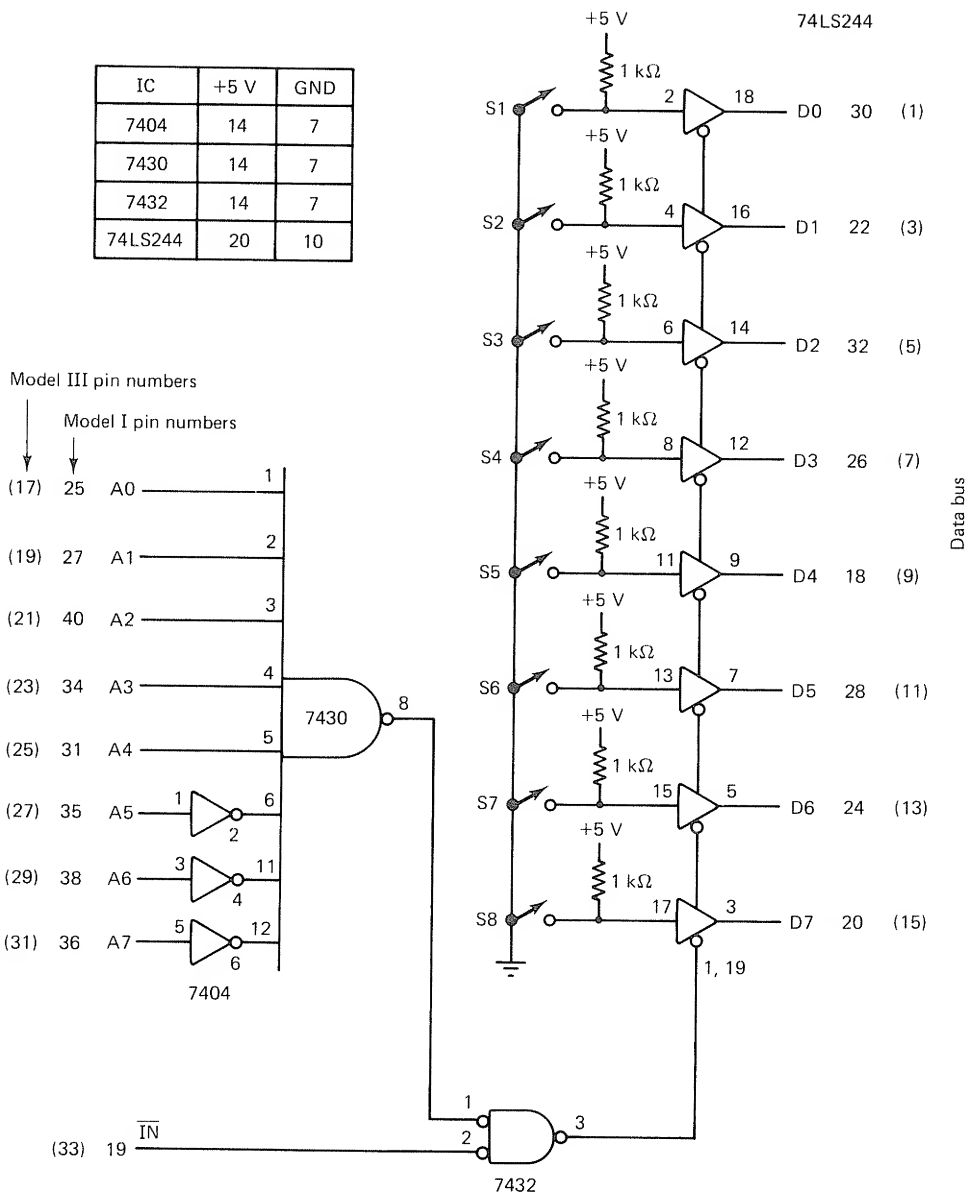 74LS244
IC +5 V GND
7404 14 7
7430 14 7
7432 14 7
74LS244 20 10
+5 V
1 kΩ
S1 2 18 D0 30 (1)
+5 V
1 kΩ
S2 4 16 D1 22 (3)
+5 V
1 kΩ
S3 6 14 D2 32 (5)
+5 V
1 kΩ
S4 8 12 D3 26 (7)
+5 V
1 kΩ
S5 11 9 D4 18 (9)
+5 V
1 kΩ
S6 13 7 D5 28 (11)
+5 V
1 kΩ
S7 15 5 D6 24 (13)
+5 V
1 kΩ
S8 17 3 D7 20 (15)
1, 19
Data bus
Model III pin numbers
Model I pin numbers
(17) 25 A0 1
(19) 27 A1 2
(21) 40 A2 3
(23) 34 A3 4
7430 8
(25) 31 A4 5
(27) 35 A5 1 2 6
(29) 38 A6 3 4 11
(31) 36 A7 5 6 12
7404
(33) 19 IN
1
2
3
7432